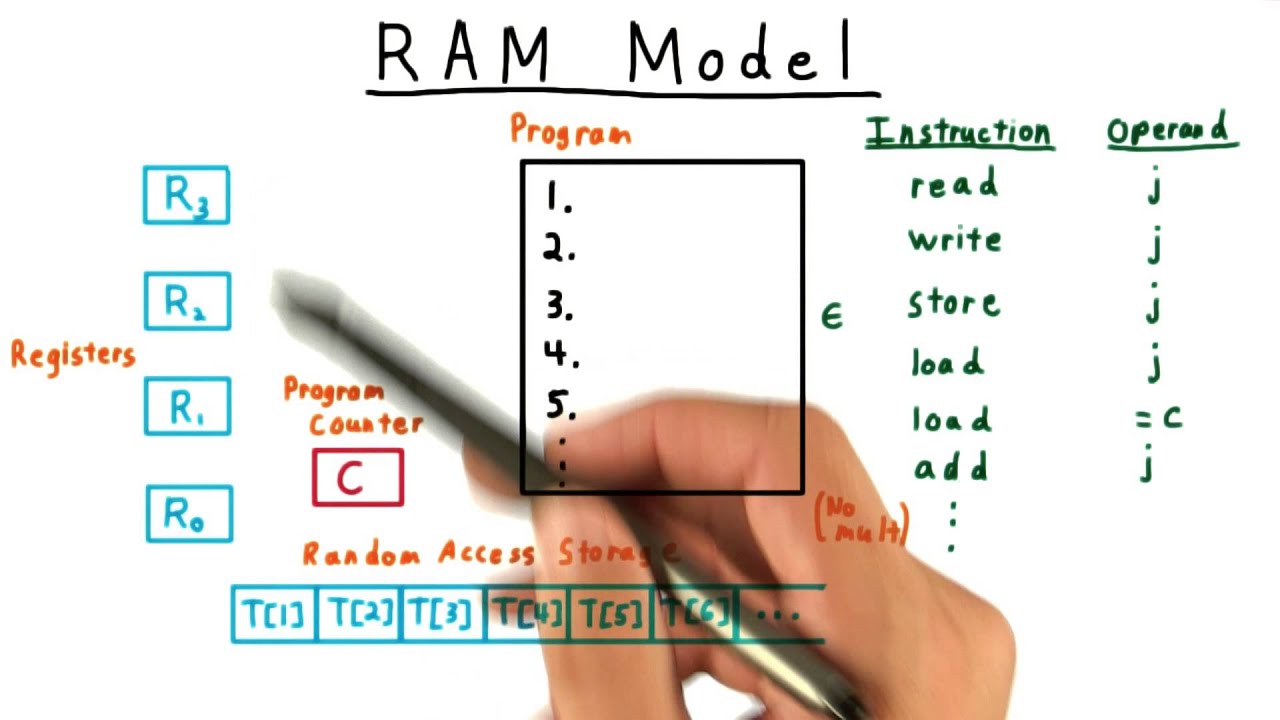 RAM Model
Program
Instruction Operand
read j
write j
store j
load j
load = C
add j
(No mult)
1.
2.
3.
4.
5.
∈
R3
R2
R1
R0
Registers
Program
Counter
C
Random Access Storage
T[1] T[2] T[3] T[4] T[5] T[6] ...